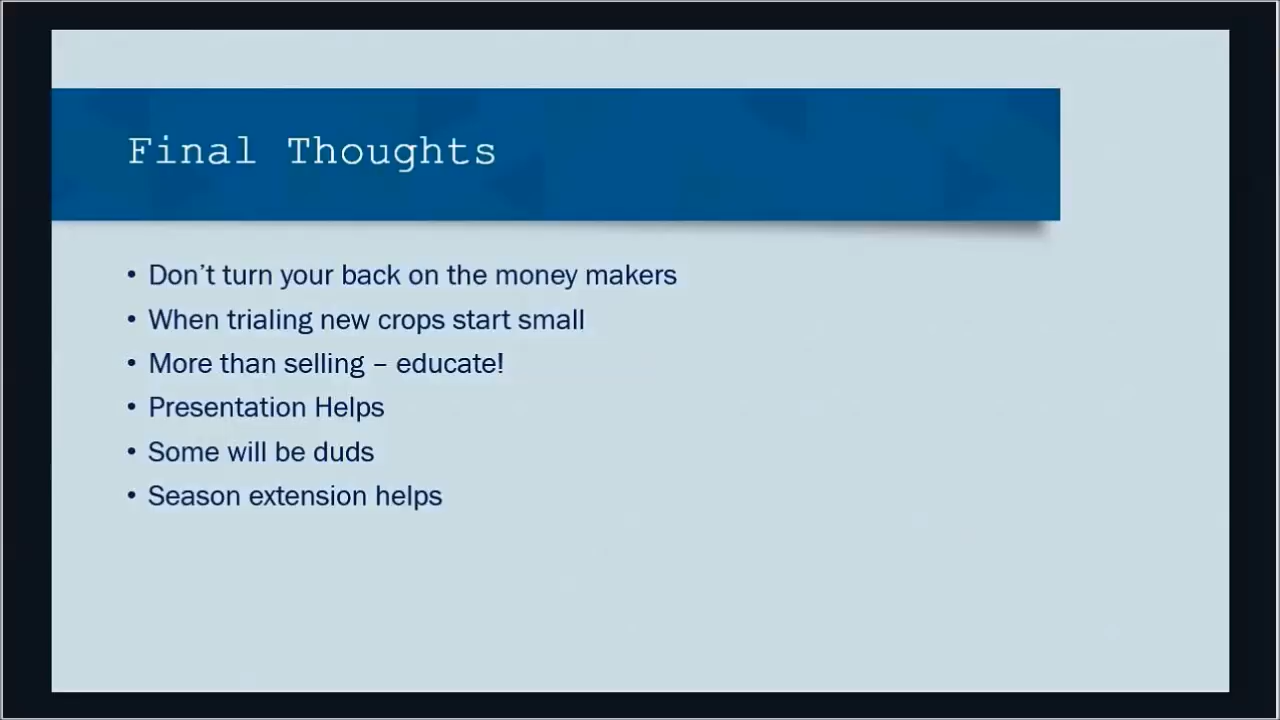 Final Thoughts
• Don’t turn your back on the money makers
• When trialing new crops start small
• More than selling – educate!
• Presentation Helps
• Some will be duds
• Season extension helps